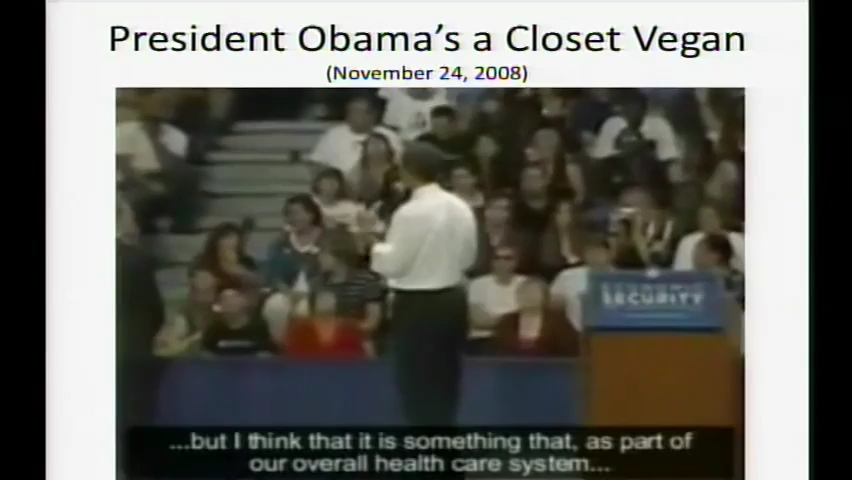 President Obama's a Closet Vegan
(November 24, 2008)
ECONOMIC
SECURITY
...but I think that it is something that, as part of
our overall health care system...